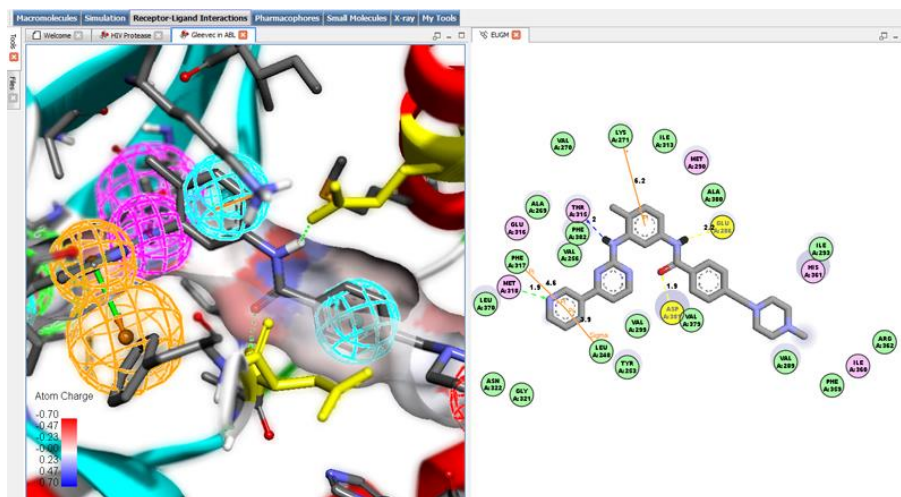 Macromolecules Simulation Receptor-Ligand Interactions Pharmacophores Small Molecules X-ray My Tools
Welcome HIV Protease Gleevec in ABL EUGM
Tools
Files
Atom Charge
-0.70
-0.47
-0.23
-0.00
0.23
0.47
0.70
VAL A:270
LYS A:271
ILE A:313
MET A:290
6.2
ALA A:269
THR A:315
ALA A:380
GLU A:316
PHE A:382
2.2
VAL A:256
ILE A:293
PHE A:317
HIS A:361
MET A:318
1.9
4.6
1.9
LEU A:370
3.9
VAL A:299
VAL A:379
LEU A:248
ARG A:362
TYR A:253
VAL A:289
ILE A:360
PHE A:359
ASN A:322
GLY A:321